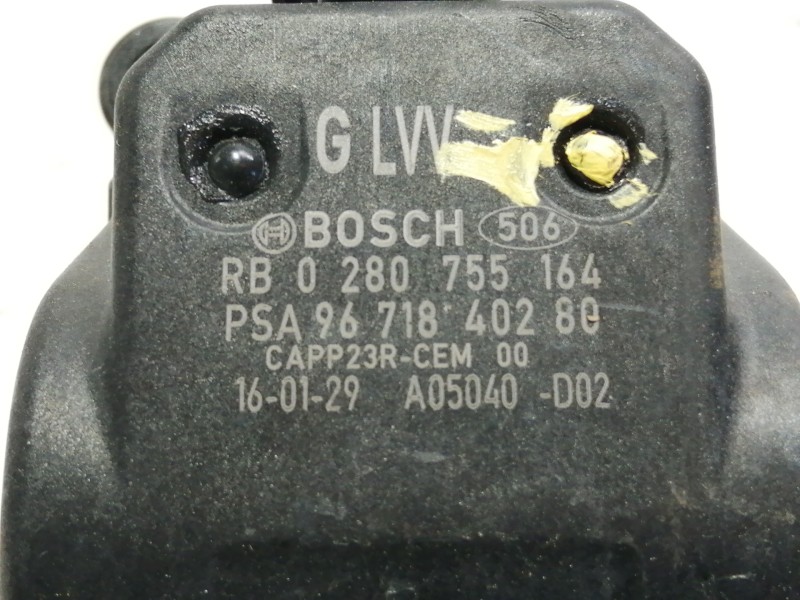 G LVV
BOSCH 506
RB 0 280 755 164
PSA 96 718 402 80
CAPP23R-CEM 00
16-01-29 A05040 -D02